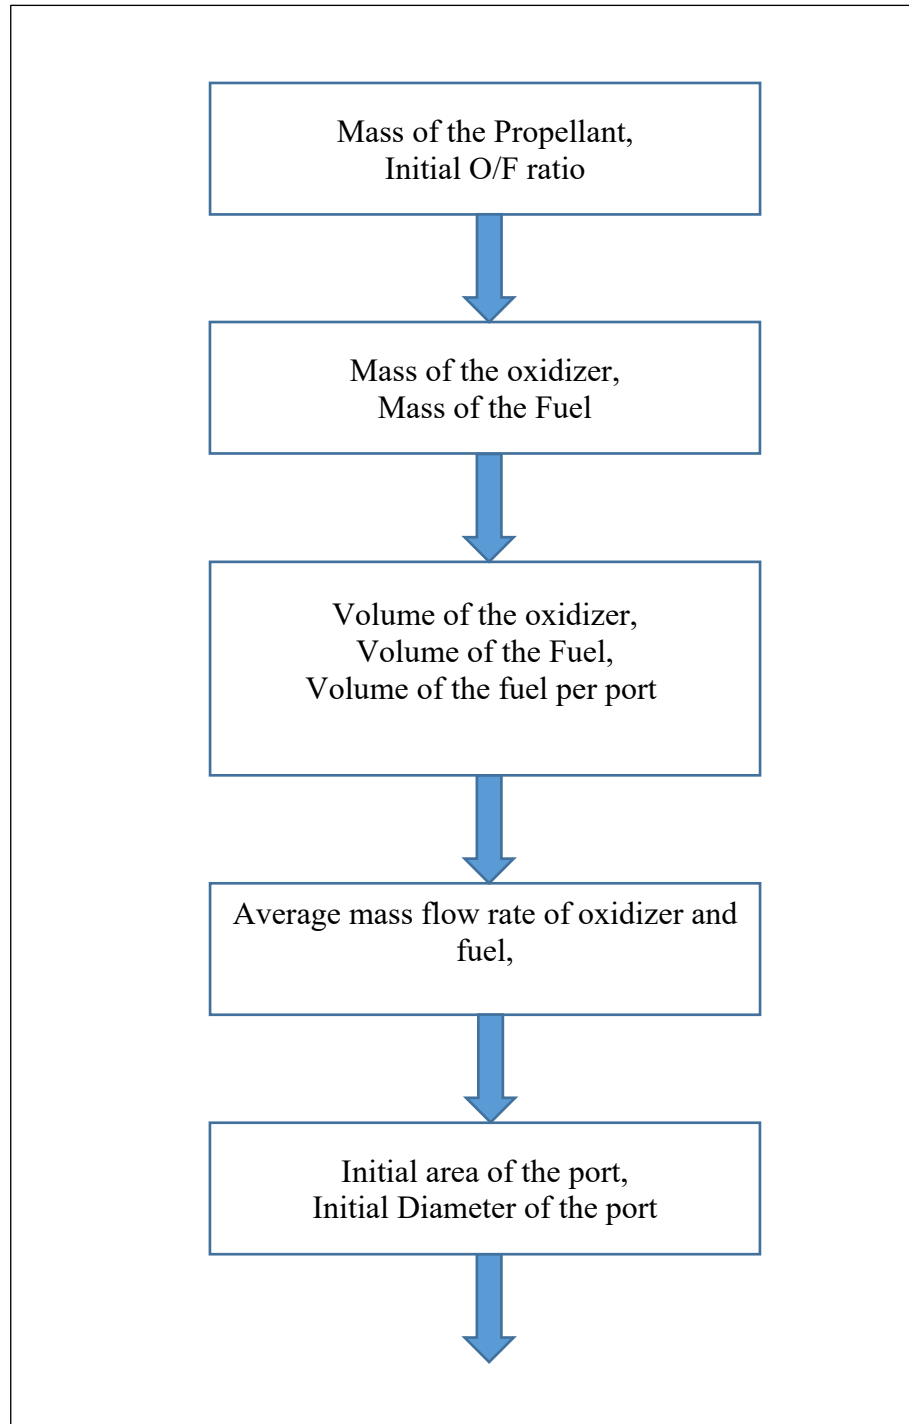 Mass of the Propellant,
Initial O/F ratio
Mass of the oxidizer,
Mass of the Fuel
Volume of the oxidizer,
Volume of the Fuel,
Volume of the fuel per port
Average mass flow rate of oxidizer and
fuel,
Initial area of the port,
Initial Diameter of the port